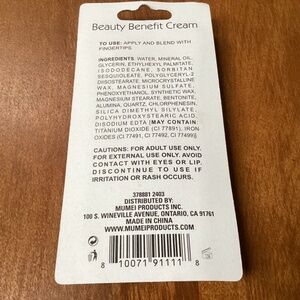 Beauty Benefit Cream
TO USE: APPLY AND BLEND WITH
FINGERTIPS.
INGREDIENTS: WATER, MINERAL OIL,
GLYCERIN, ETHYLHEXYL PALMITATE,
ISODODECANE, SORBITAN
SESQUIOLEATE, POLYGLYCERYL-2
DIISOSTEARATE, MICROCRYSTALLINE
WAX, MAGNESIUM SULFATE,
PHENOXYETHANOL, SYNTHETIC WAX,
MAGNESIUM STEARATE, BENTONITE,
ALUMINA, QUARTZ, CHLORPHENESIN,
SILICA DIMETHYL SILYLATE,
POLYHYDROXYSTEARIC ACID,
DISODIUM EDTA [MAY CONTAIN:
TITANIUM DIOXIDE (CI 77891), IRON
OXIDES (CI 77491, CI 77492, CI 77499)]
CAUTIONS: FOR ADULT USE ONLY.
FOR EXTERNAL USE ONLY. AVOID
CONTACT WITH EYES OR LIP.
DISCONTINUE TO USE IF
IRRITATION OR RASH OCCURS.
378881 2403
DISTRIBUTED BY:
MUMEI PRODUCTS INC.
100 S. WINEVILLE AVENUE, ONTARIO, CA 91761
MADE IN CHINA
WWW.MUMEIPRODUCTS.COM
8 10071 91111 8